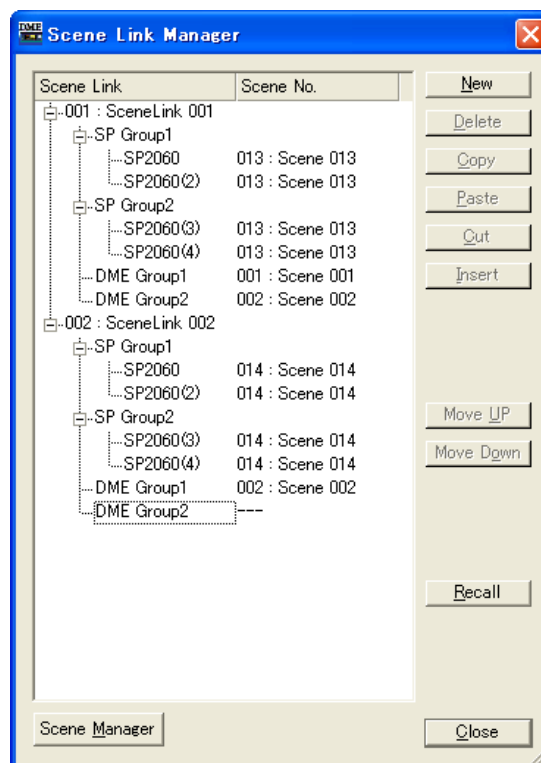 DME Scene Link Manager
Scene Link Scene No.
001 : SceneLink 001
SP Group1
SP2060 013 : Scene 013
SP2060(2) 013 : Scene 013
SP Group2
SP2060(3) 013 : Scene 013
SP2060(4) 013 : Scene 013
DME Group1 001 : Scene 001
DME Group2 002 : Scene 002
002 : SceneLink 002
SP Group1
SP2060 014 : Scene 014
SP2060(2) 014 : Scene 014
SP Group2
SP2060(3) 014 : Scene 014
SP2060(4) 014 : Scene 014
DME Group1 002 : Scene 002
DME Group2 ---
New
Delete
Copy
Paste
Cut
Insert
Move UP
Move Down
Recall
Scene Manager
Close